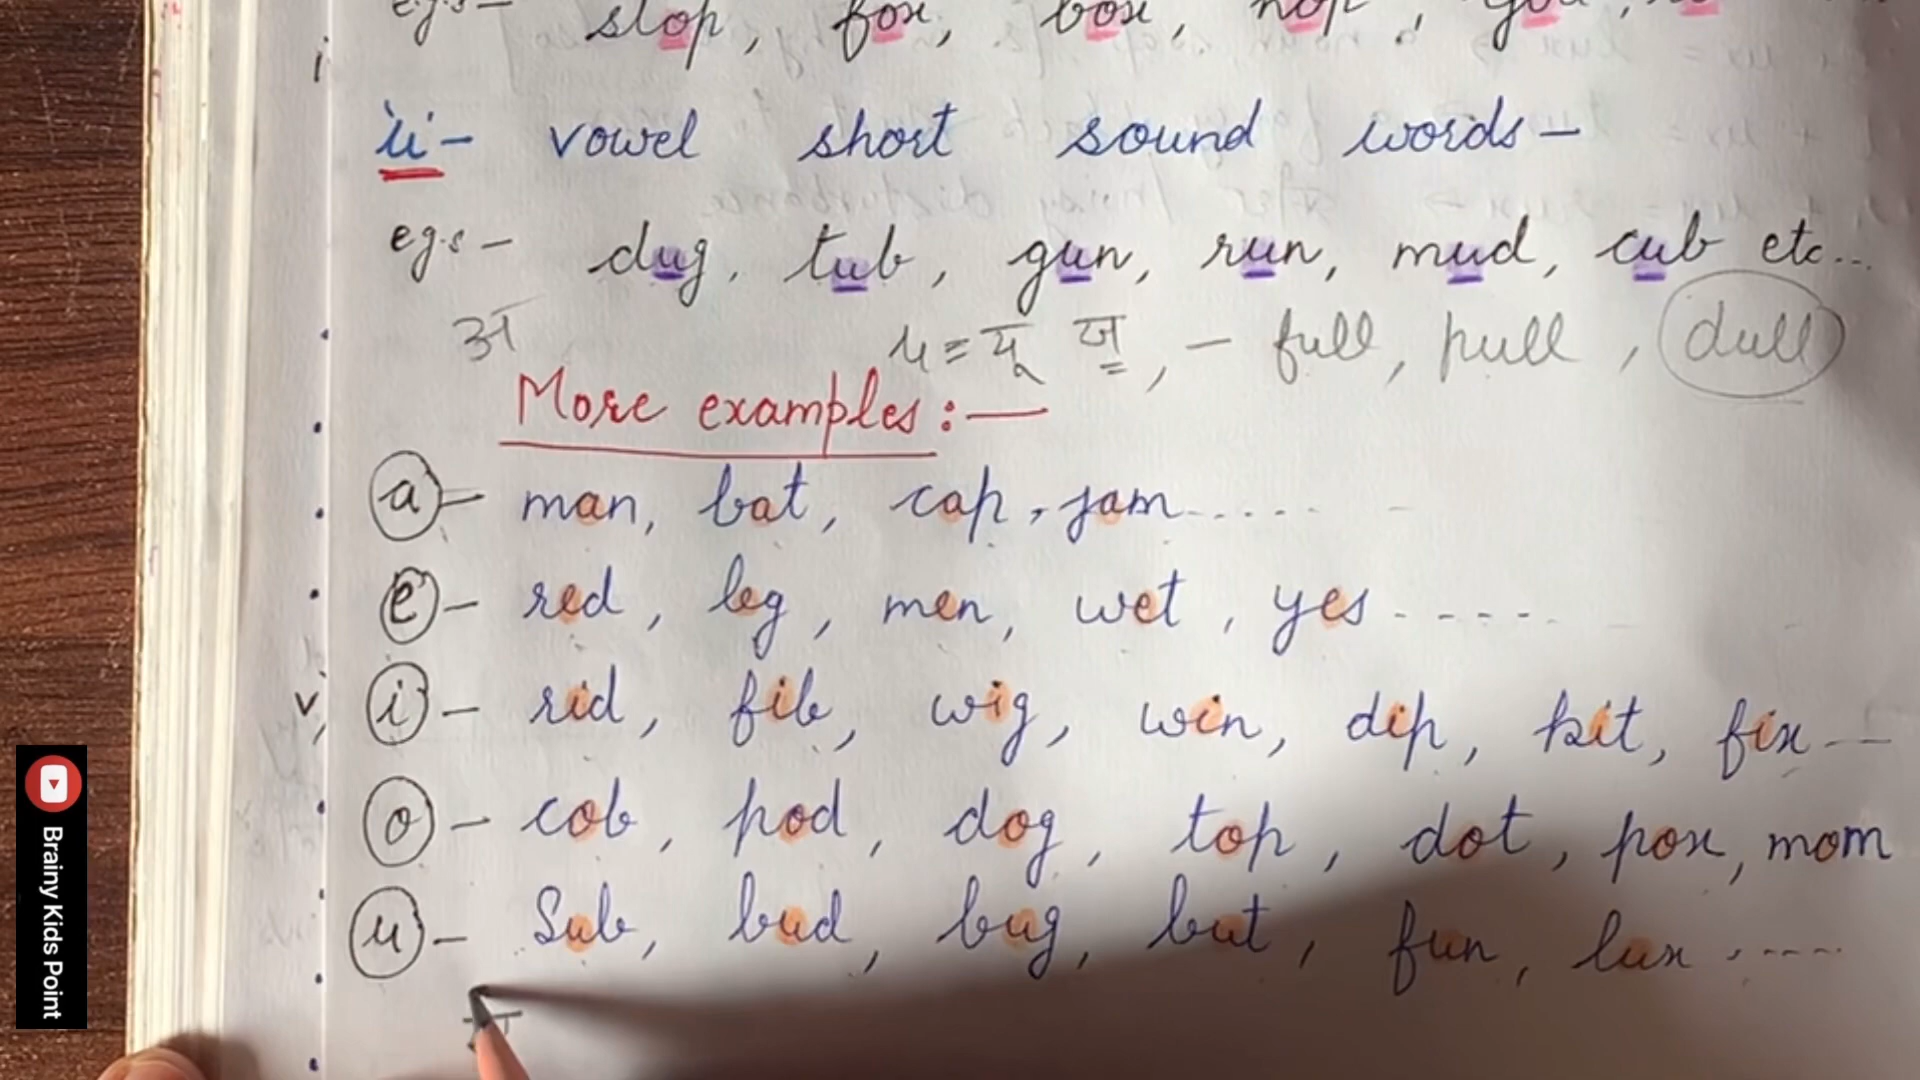 eg.s - slop, fox, box, hop,
'u' - vowel short sound words -
eg.s - dug, tub, gun, run, mud, cub etc...
अ u = यू, - full, pull, dull
More examples :-
a - man, bat, cap, jam.....
e - red, leg, men, wet, yes.....
i - rid, fib, wig, win, dip, kit, fix --
o - cob, pod, dog, top, dot, pox, mom
u - Sub, bud, bug, but, fun, lux.....
Brainy Kids Point